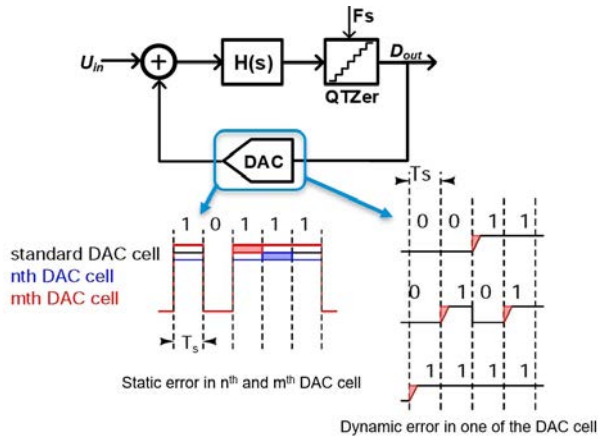 Fs
Uin
H(s)
Dout
QTZer
DAC
Ts
1 0 1 1 1
0 0 1 1
standard DAC cell
nth DAC cell
mth DAC cell
0 1 0 1
Ts
1 1 1 1
Static error in nth and mth DAC cell
Dynamic error in one of the DAC cell